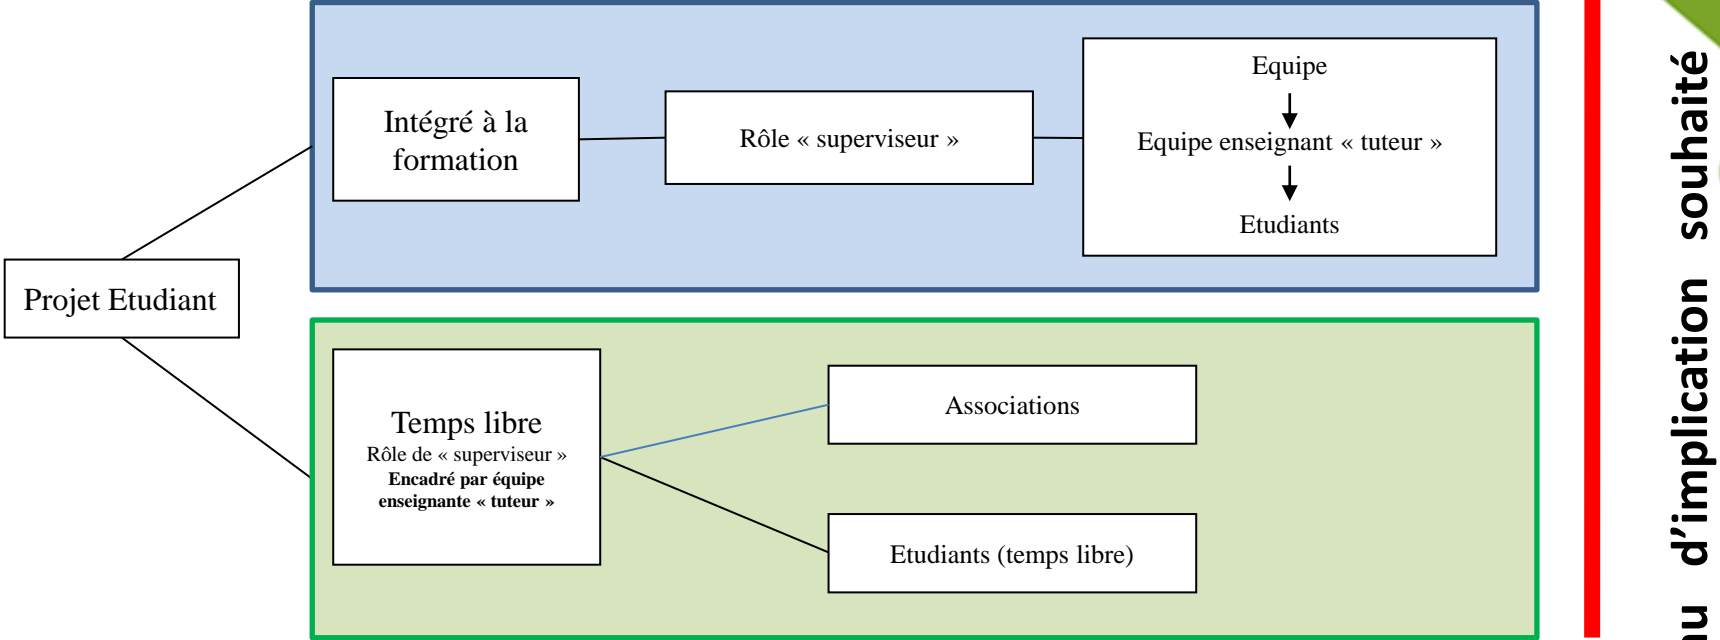 Projet Etudiant
Intégré à la
formation
Rôle « superviseur »
Equipe
Equipe enseignant « tuteur »
Etudiants
Temps libre
Rôle de « superviseur »
Encadré par équipe
enseignante « tuteur »
Associations
Etudiants (temps libre)
d’implication souhaité